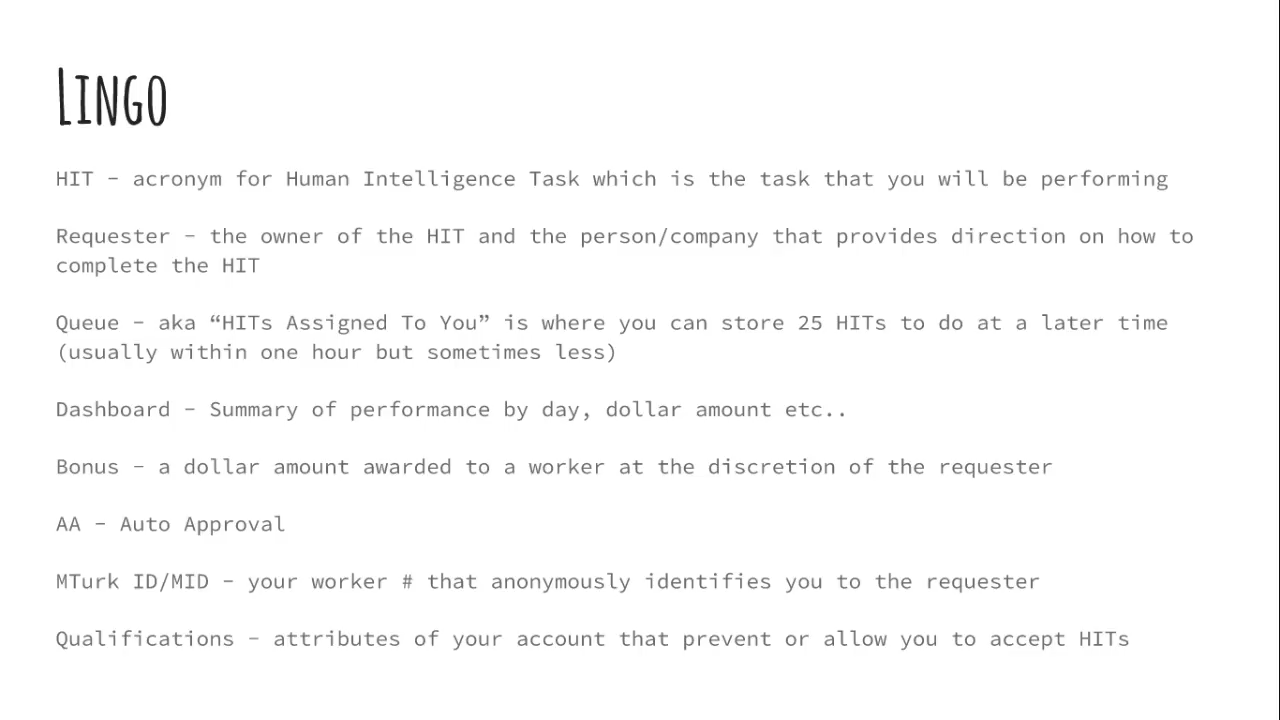 Lingo
HIT - acronym for Human Intelligence Task which is the task that you will be performing
Requester - the owner of the HIT and the person/company that provides direction on how to
complete the HIT
Queue - aka “HITs Assigned To You” is where you can store 25 HITs to do at a later time
(usually within one hour but sometimes less)
Dashboard - Summary of performance by day, dollar amount etc..
Bonus - a dollar amount awarded to a worker at the discretion of the requester
AA - Auto Approval
MTurk ID/MID - your worker # that anonymously identifies you to the requester
Qualifications - attributes of your account that prevent or allow you to accept HITs